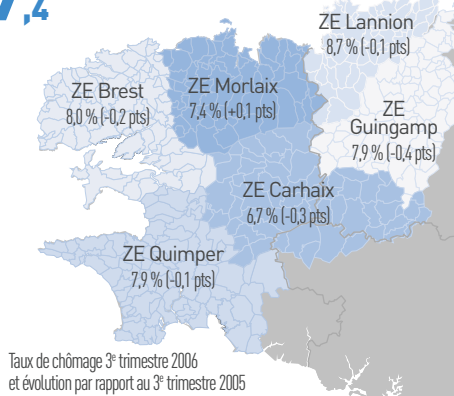 ,4
ZE Lannion
8,7 % (-0,1 pts)
ZE Brest
8,0 % (-0,2 pts)
ZE Morlaix
7,4 % (+0,1 pts)
ZE
Guingamp
7,9 % (-0,4 pts)
ZE Carhaix
6,7 % (-0,3 pts)
ZE Quimper
7,9 % (-0,1 pts)
Taux de chômage 3e trimestre 2006
et évolution par rapport au 3e trimestre 2005